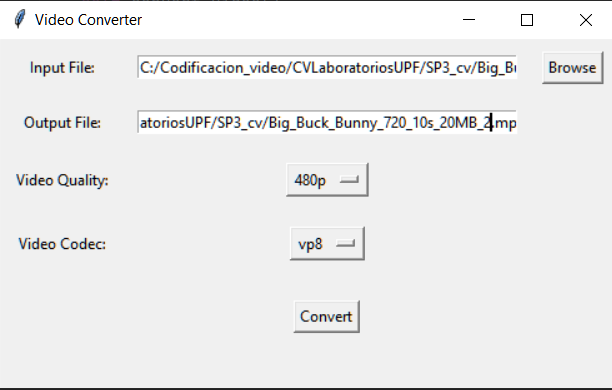 Video Converter
Input File: C:/Codificacion_video/CVLaboratoriosUPF/SP3_cv/Big_Bu Browse
Output File: atoriosUPF/SP3_cv/Big_Buck_Bunny_720_10s_20MB_2.mp
Video Quality: 480p
Video Codec: vp8
Convert